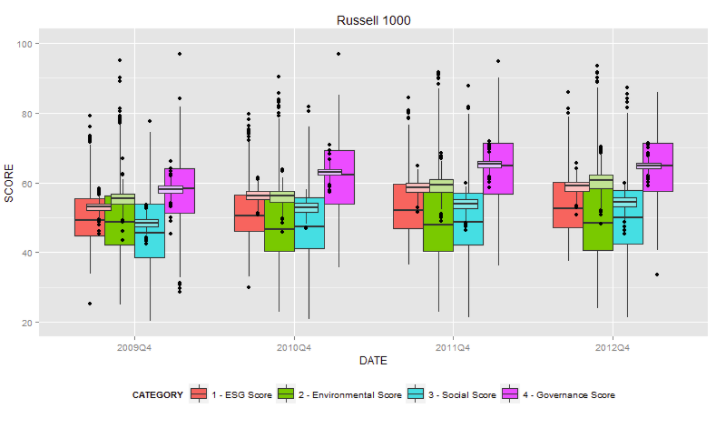 Russell 1000
100
80
60
40
20
SCORE
2009Q4 2010Q4 2011Q4 2012Q4
DATE
CATEGORY 1 - ESG Score 2 - Environmental Score 3 - Social Score 4 - Governance Score